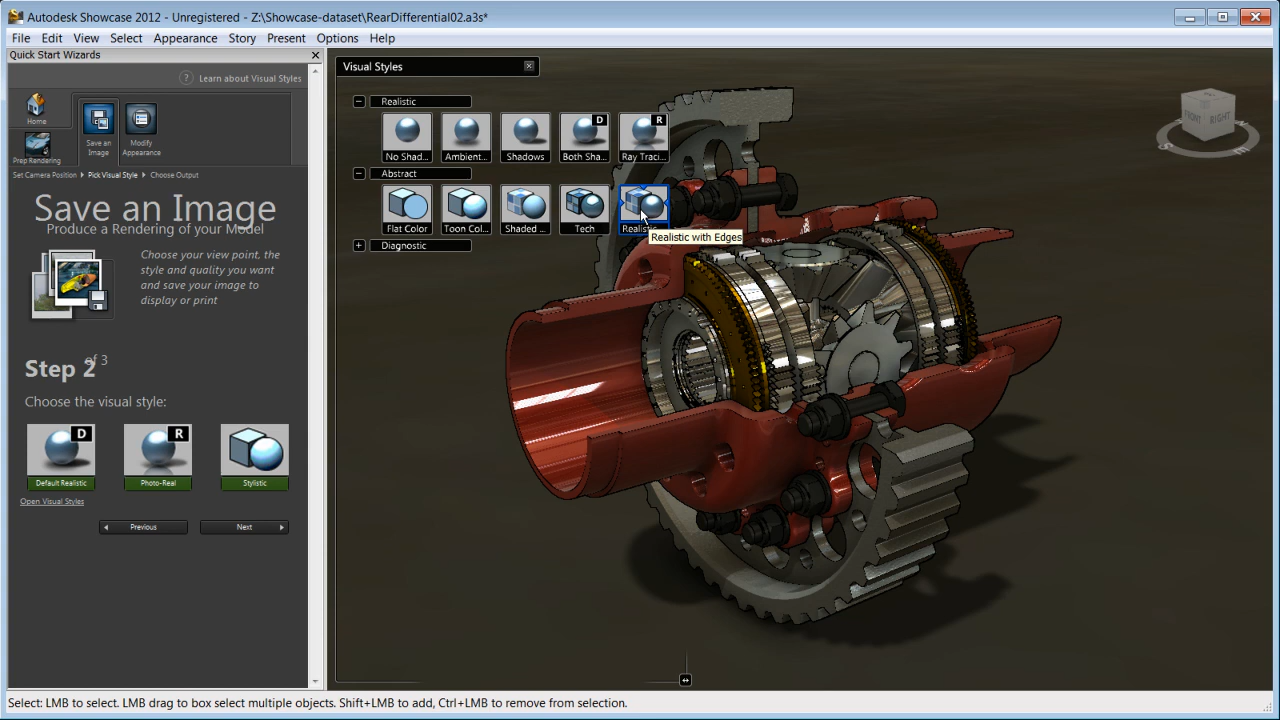 Autodesk Showcase 2012 - Unregistered - Z:\Showcase-dataset\RearDifferential02.a3s*
File Edit View Select Appearance Story Present Options Help
Quick Start Wizards
? Learn about Visual Styles
Home
Prep Rendering
Save an Image
Modify Appearance
Set Camera Position Pick Visual Style Choose Output
Save an Image
Produce a Rendering of your Model
Choose your view point, the
style and quality you want
and save your image to
display or print
Step 2 of 3
Choose the visual style:
D
R
Default Realistic
Photo-Real
Stylistic
Open Visual Styles
Previous
Next
Visual Styles
Realistic
D
R
No Shad...
Ambient...
Shadows
Both Sha...
Ray Traci...
Abstract
Flat Color
Toon Col...
Shaded ...
Tech
Realistic
Realistic with Edges
Diagnostic
FRONT
RIGHT
Select: LMB to select. LMB drag to box select multiple objects. Shift+LMB to add, Ctrl+LMB to remove from selection.